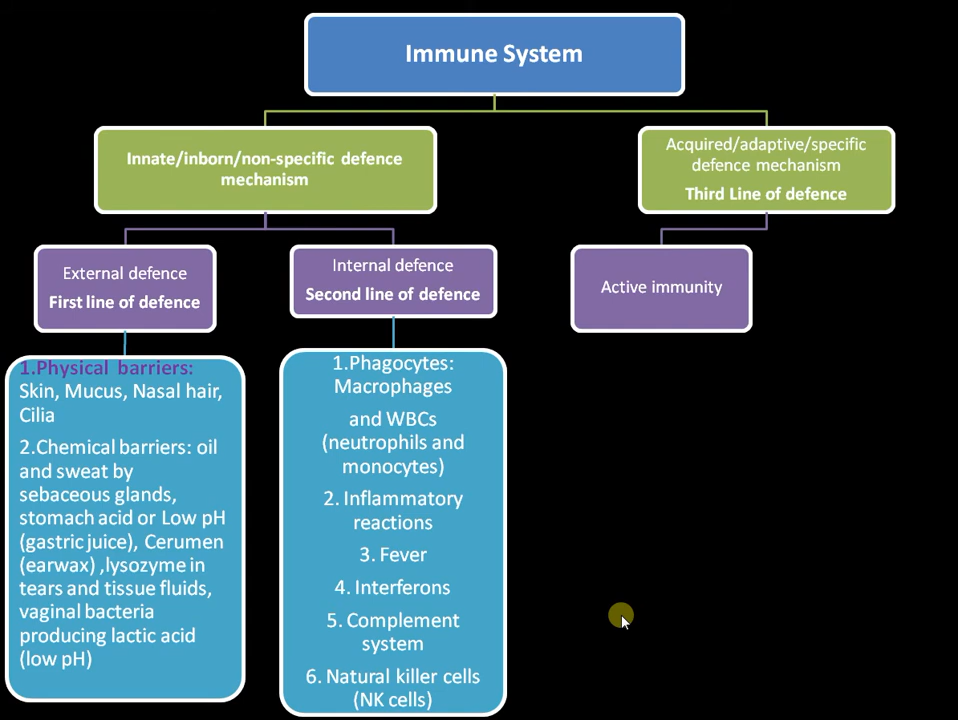 Immune System
Innate/inborn/non-specific defence
mechanism
Acquired/adaptive/specific
defence mechanism
Third Line of defence
External defence
First line of defence
Internal defence
Second line of defence
Active immunity
1.Physical barriers:
Skin, Mucus, Nasal hair,
Cilia
2.Chemical barriers: oil
and sweat by
sebaceous glands,
stomach acid or Low pH
(gastric juice), Cerumen
(earwax) ,lysozyme in
tears and tissue fluids,
vaginal bacteria
producing lactic acid
(low pH)
1.Phagocytes:
Macrophages
and WBCs
(neutrophils and
monocytes)
2. Inflammatory
reactions
3. Fever
4. Interferons
5. Complement
system
6. Natural killer cells
(NK cells)